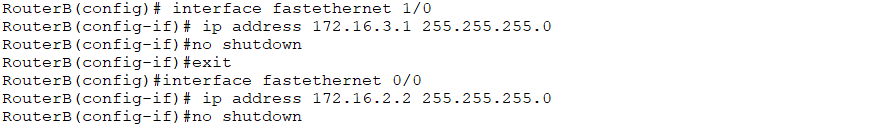 RouterB(config)# interface fastethernet 1/0
RouterB(config-if)# ip address 172.16.3.1 255.255.255.0
RouterB(config-if)#no shutdown
RouterB(config-if)#exit
RouterB(config)#interface fastethernet 0/0
RouterB(config-if)# ip address 172.16.2.2 255.255.255.0
RouterB(config-if)#no shutdown